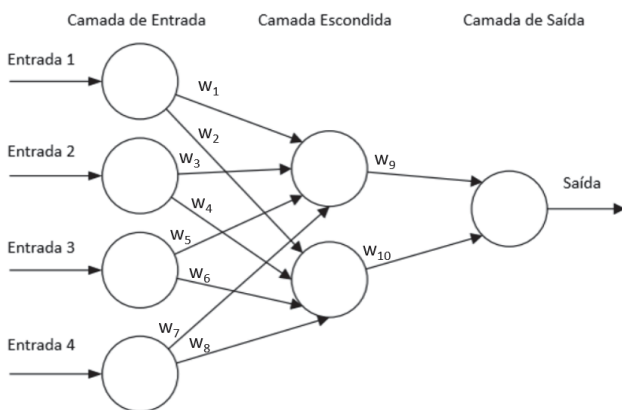 Camada de Entrada Camada Escondida Camada de Saída
Entrada 1
w1
w2
Entrada 2
w3
w9
Saída
w4
w5
Entrada 3
w10
w6
w7
Entrada 4
w8